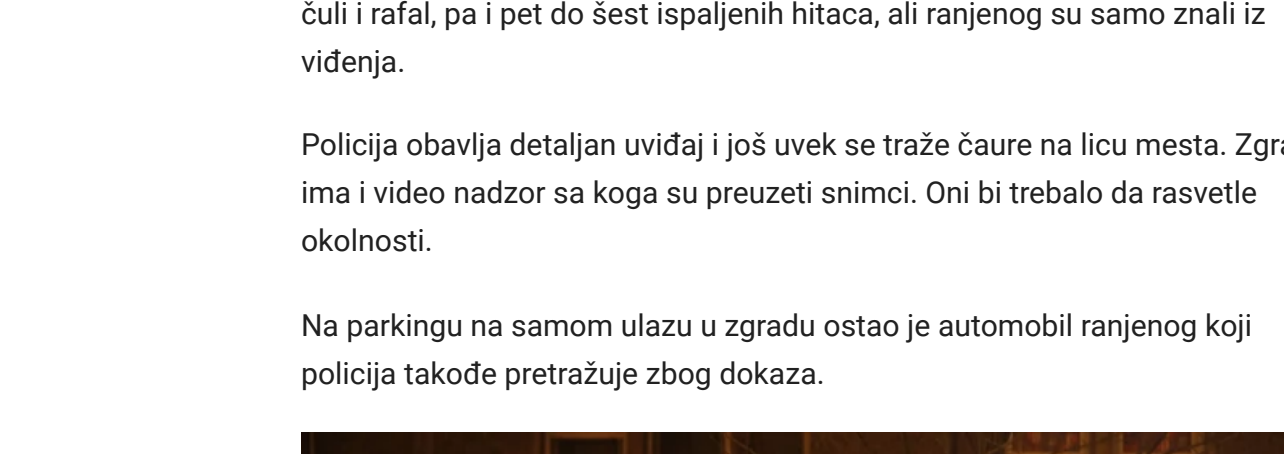 čuli i rafal, pa i pet do šest ispaljenih hitaca, ali ranjenog su samo znali iz
viđenja.
Policija obavlja detaljan uviđaj i još uvek se traže čaure na licu mesta.
ima i video nadzor sa koga su preuzeti snimci. Oni bi trebalo da rasvetle
okolnosti.
Na parkingu na samom ulazu u zgradu ostao je automobil ranjenog koji
policija takođe pretražuje zbog dokaza.